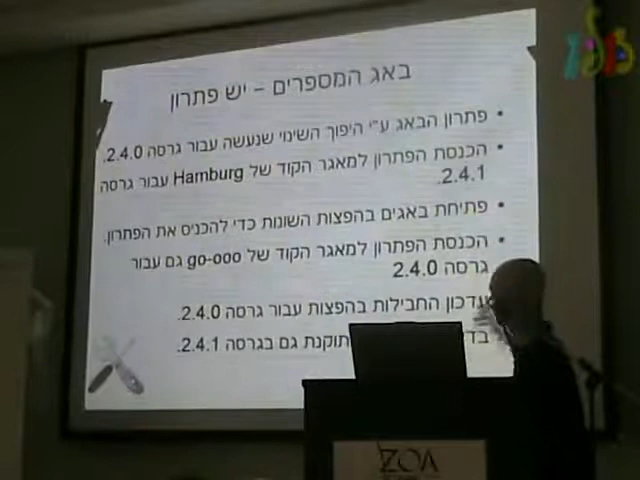 באג המספרים – יש פתרון
• פתרון הבאג ע"י היפוך השינוי שנעשה עבור גרסה 2.4.0.
• הכנסת הפתרון למאגר הקוד של Hamburg עבור גרסה
2.4.1.
• פתיחת באגים בהפצות השונות כדי להכניס את הפתרון.
• הכנסת הפתרון למאגר הקוד של go-ooo גם עבור
גרסה 2.4.0
עדכון החבילות בהפצות עבור גרסה 2.4.0.
תוקנת גם בגרסה 2.4.1.
ZOA